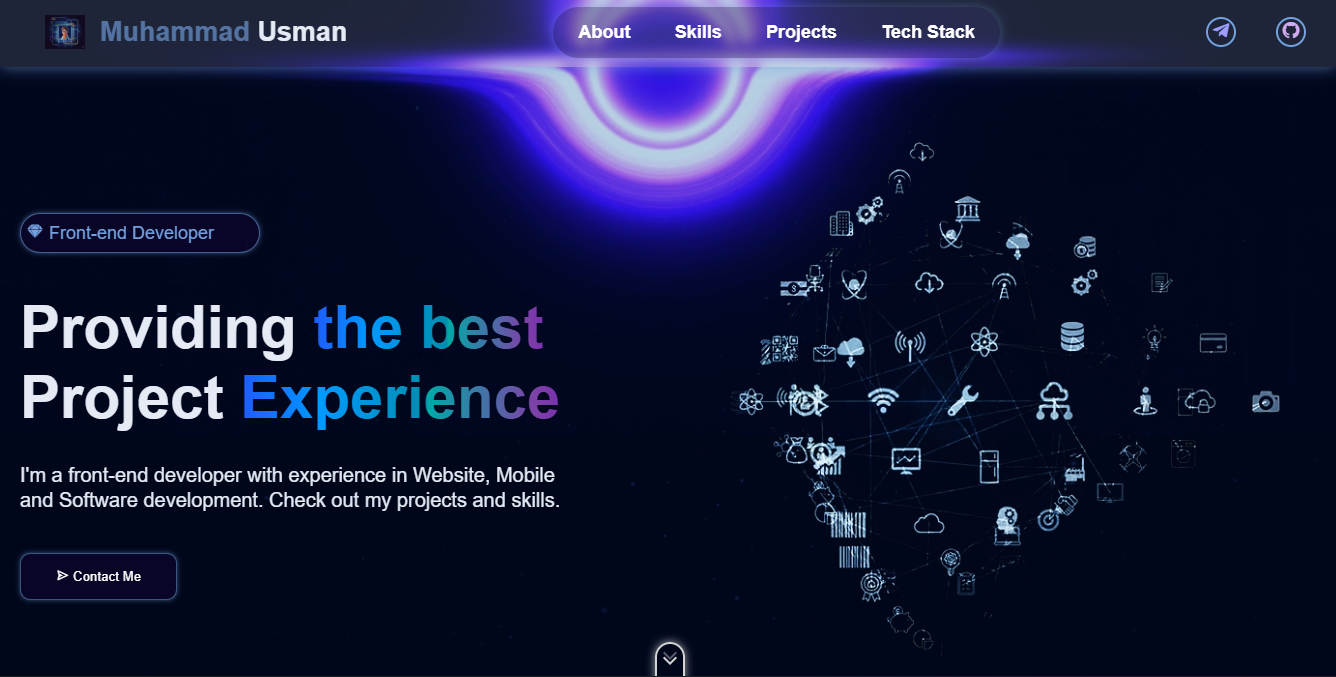 Muhammad Usman
About Skills Projects Tech Stack
Front-end Developer
Providing the best
Project Experience
I'm a front-end developer with experience in Website, Mobile
and Software development. Check out my projects and skills.
Contact Me